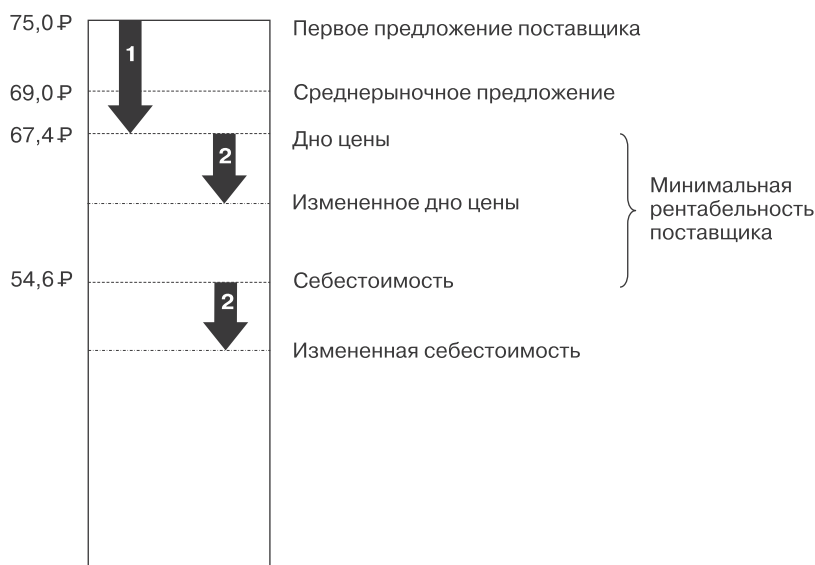 75,0 ₽ Первое предложение поставщика
1
69,0 ₽ Среднерыночное предложение
67,4 ₽ Дно цены
2
Минимальная
рентабельность
поставщика
Измененное дно цены
54,6 ₽ Себестоимость
2
Измененная себестоимость